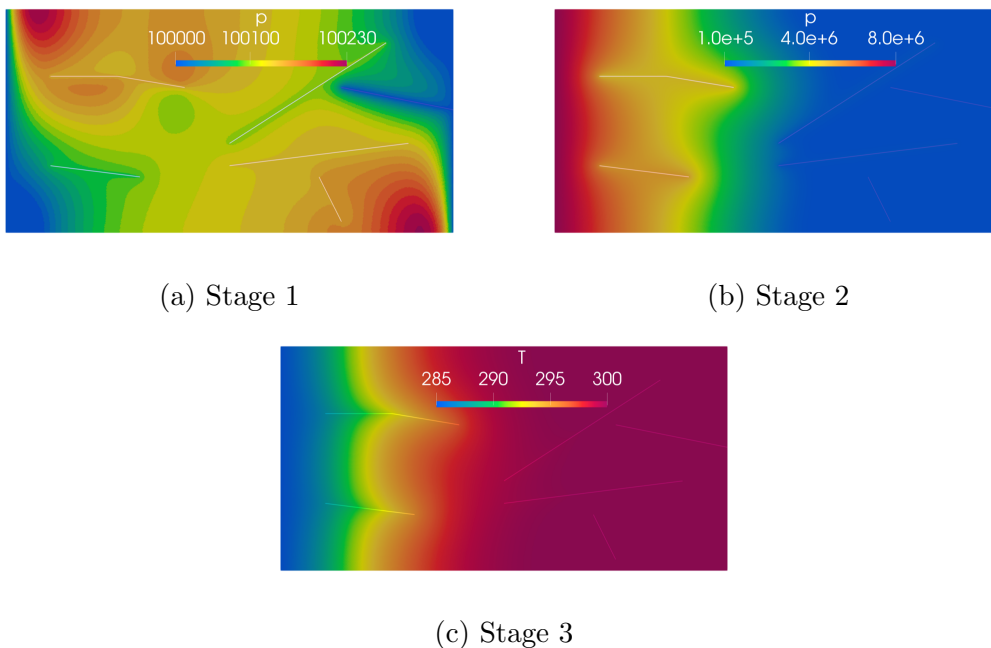 p
100000 100100 100230
p
1.0e+5 4.0e+6 8.0e+6
(a) Stage 1
(b) Stage 2
T
285 290 295 300
(c) Stage 3